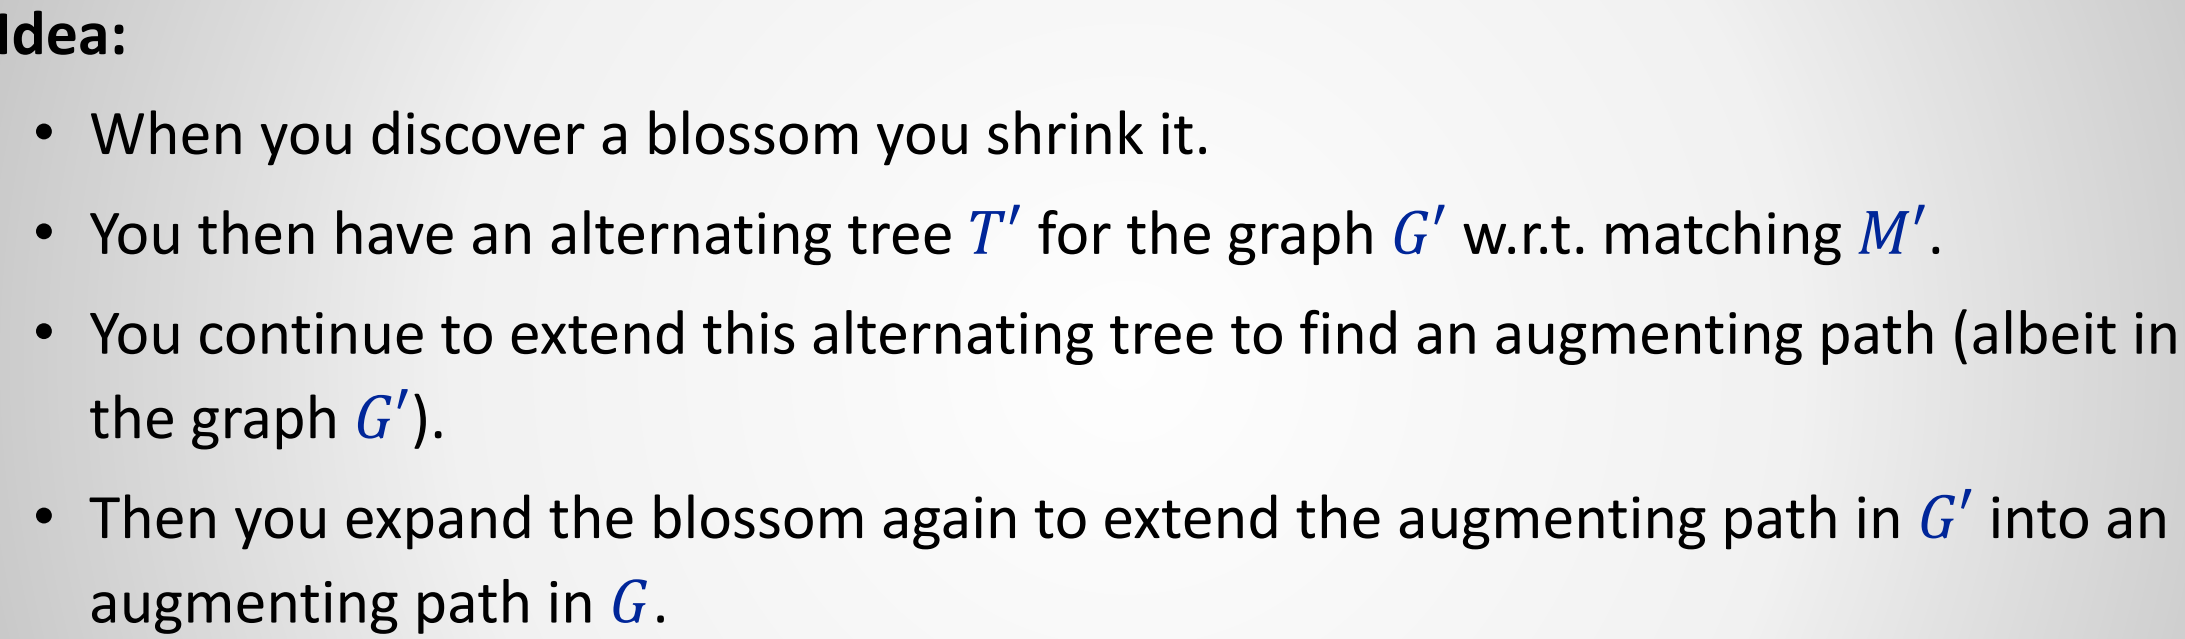 Idea:
• When you discover a blossom you shrink it.
• You then have an alternating tree T′ for the graph G′ w.r.t. matching M′.
• You continue to extend this alternating tree to find an augmenting path (albeit in
the graph G′).
• Then you expand the blossom again to extend the augmenting path in G′ into an
augmenting path in G.